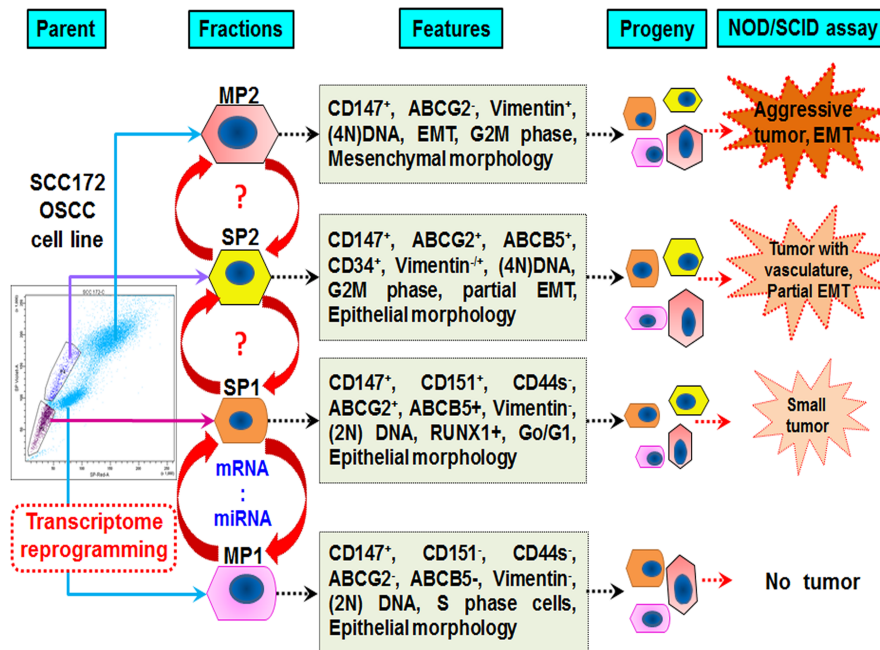 Parent
Fractions
Features
Progeny
NOD/SCID assay
MP2
CD147⁺, ABCG2⁻, Vimentin⁺,
(4N)DNA, EMT, G2M phase,
Mesenchymal morphology
Aggressive
tumor, EMT
SCC172
OSCC
cell line
?
SP2
CD147⁺, ABCG2⁺, ABCB5⁺,
CD34⁺, Vimentin⁻/⁺, (4N)DNA,
G2M phase, partial EMT,
Epithelial morphology
Tumor with
vasculature,
Partial EMT
SCC 172-C
?
SP1
CD147⁺, CD151⁺, CD44s⁻,
ABCG2⁺, ABCB5+, Vimentin⁻,
(2N) DNA, RUNX1+, Go/G1,
Epithelial morphology
Small
tumor
SP-Red-A
mRNA
:
miRNA
Transcriptome
reprogramming
MP1
CD147⁺, CD151⁻, CD44s⁻,
ABCG2⁻, ABCB5-, Vimentin⁻,
(2N) DNA, S phase cells,
Epithelial morphology
No tumor